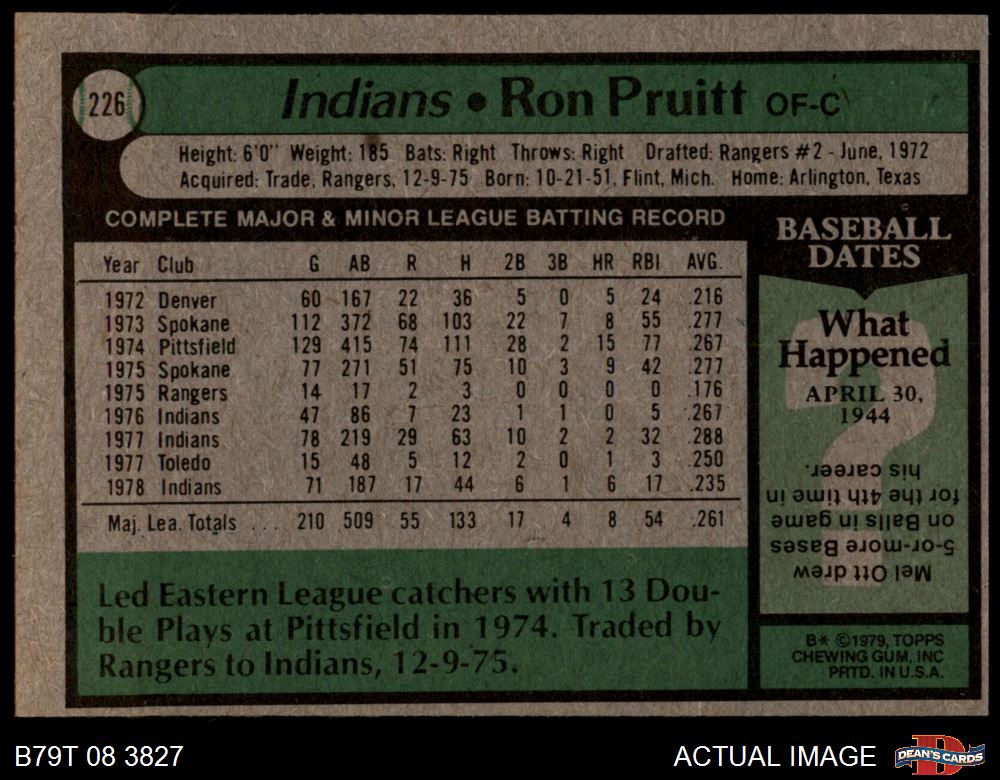 226
Indians • Ron Pruitt OF-C
Height: 6'0" Weight: 185 Bats: Right Throws: Right Drafted: Rangers #2 - June, 1972
Acquired: Trade, Rangers, 12-9-75 Born: 10-21-51, Flint, Mich. Home: Arlington, Texas
COMPLETE MAJOR & MINOR LEAGUE BATTING RECORD
Year Club G AB R H 2B 3B HR RBI AVG.
1972 Denver 60 167 22 36 5 0 5 24 .216
1973 Spokane 112 372 68 103 22 7 8 55 .277
1974 Pittsfield 129 415 74 111 28 2 15 77 .267
1975 Spokane 77 271 51 75 10 3 9 42 .277
1975 Rangers 14 17 2 3 0 0 0 0 .176
1976 Indians 47 86 7 23 1 1 0 5 .267
1977 Indians 78 219 29 63 10 2 2 32 .288
1977 Toledo 15 48 5 12 2 0 1 3 .250
1978 Indians 71 187 17 44 6 1 6 17 .235
Maj. Lea. Totals ... 210 509 55 133 17 4 8 54 .261
Led Eastern League catchers with 13 Dou-
ble Plays at Pittsfield in 1974. Traded by
Rangers to Indians, 12-9-75.
BASEBALL
DATES
What
Happened
APRIL 30,
1944
?
Mel Ott drew
5-or-more Bases
on Balls in game
for the 4th time in
his career.
B* ©1979, TOPPS
CHEWING GUM, INC
PRTD. IN U.S.A.
B79T 08 3827
ACTUAL IMAGE
D
DEAN'S CARDS